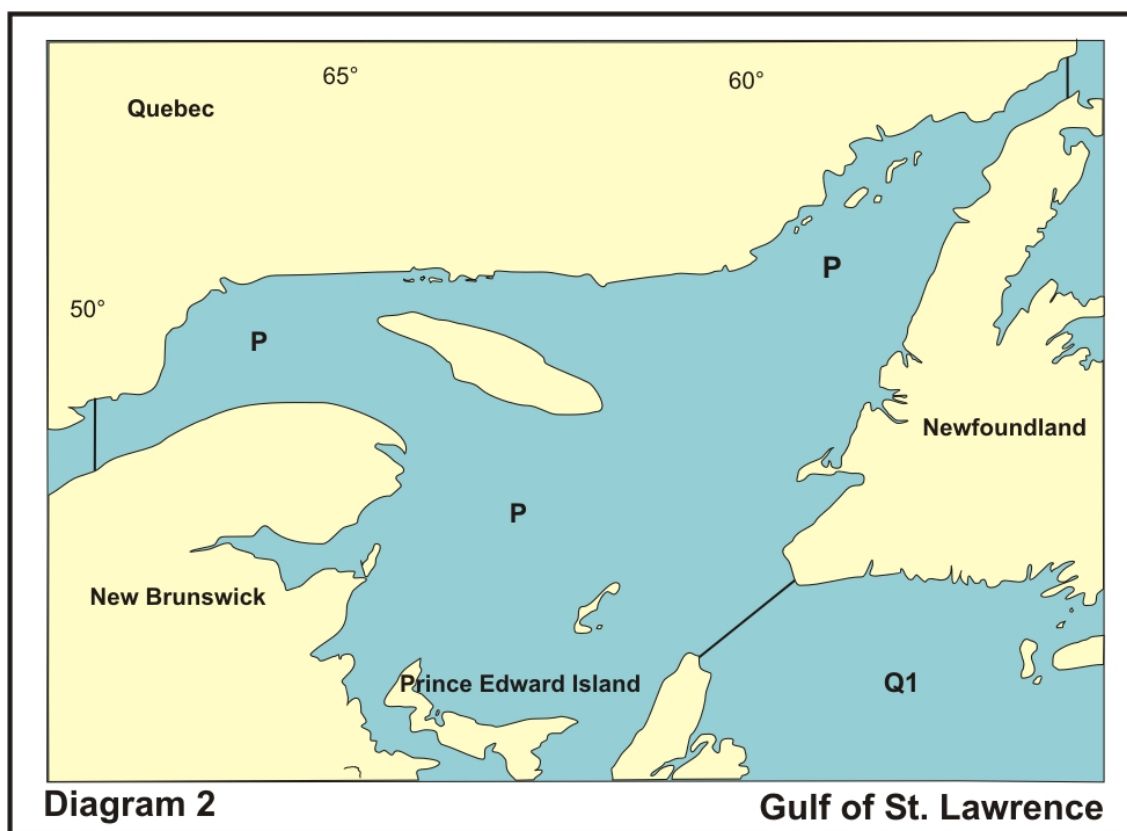 65°
60°
Quebec
P
50°
P
Newfoundland
P
New Brunswick
Prince Edward Island
Q1
Diagram 2
Gulf of St. Lawrence